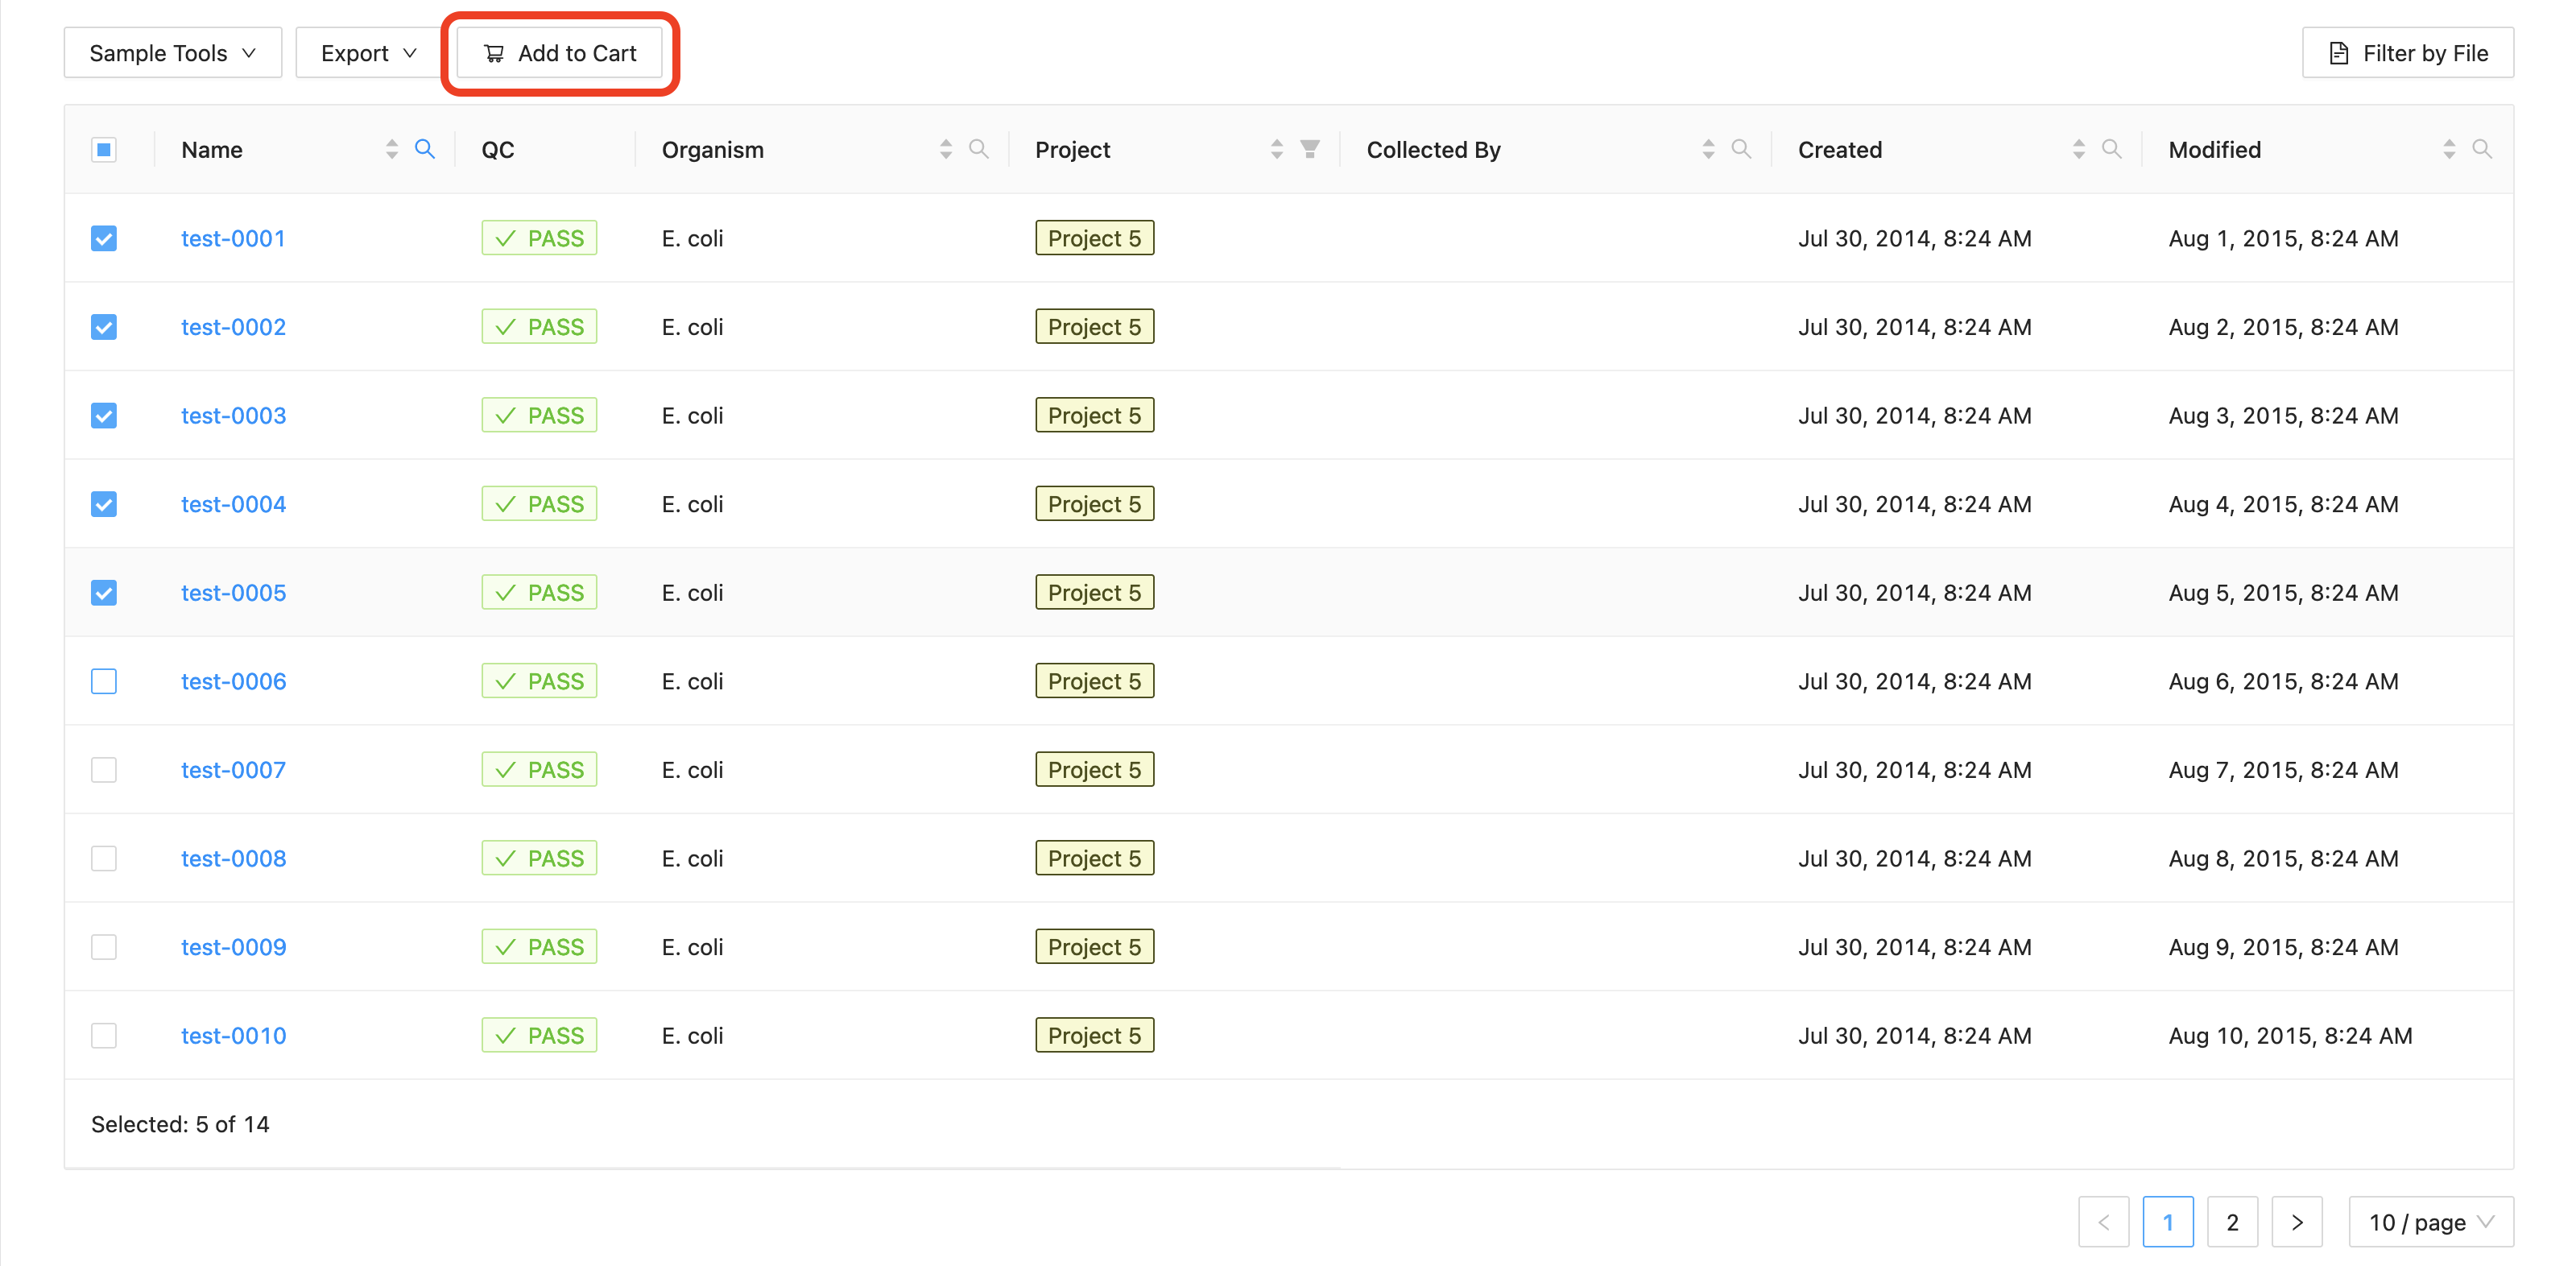 Sample Tools Export Add to Cart Filter by File
Name QC Organism Project Collected By Created Modified
test-0001 PASS E. coli Project 5 Jul 30, 2014, 8:24 AM Aug 1, 2015, 8:24 AM
test-0002 PASS E. coli Project 5 Jul 30, 2014, 8:24 AM Aug 2, 2015, 8:24 AM
test-0003 PASS E. coli Project 5 Jul 30, 2014, 8:24 AM Aug 3, 2015, 8:24 AM
test-0004 PASS E. coli Project 5 Jul 30, 2014, 8:24 AM Aug 4, 2015, 8:24 AM
test-0005 PASS E. coli Project 5 Jul 30, 2014, 8:24 AM Aug 5, 2015, 8:24 AM
test-0006 PASS E. coli Project 5 Jul 30, 2014, 8:24 AM Aug 6, 2015, 8:24 AM
test-0007 PASS E. coli Project 5 Jul 30, 2014, 8:24 AM Aug 7, 2015, 8:24 AM
test-0008 PASS E. coli Project 5 Jul 30, 2014, 8:24 AM Aug 8, 2015, 8:24 AM
test-0009 PASS E. coli Project 5 Jul 30, 2014, 8:24 AM Aug 9, 2015, 8:24 AM
test-0010 PASS E. coli Project 5 Jul 30, 2014, 8:24 AM Aug 10, 2015, 8:24 AM
Selected: 5 of 14
1 2 10 / page